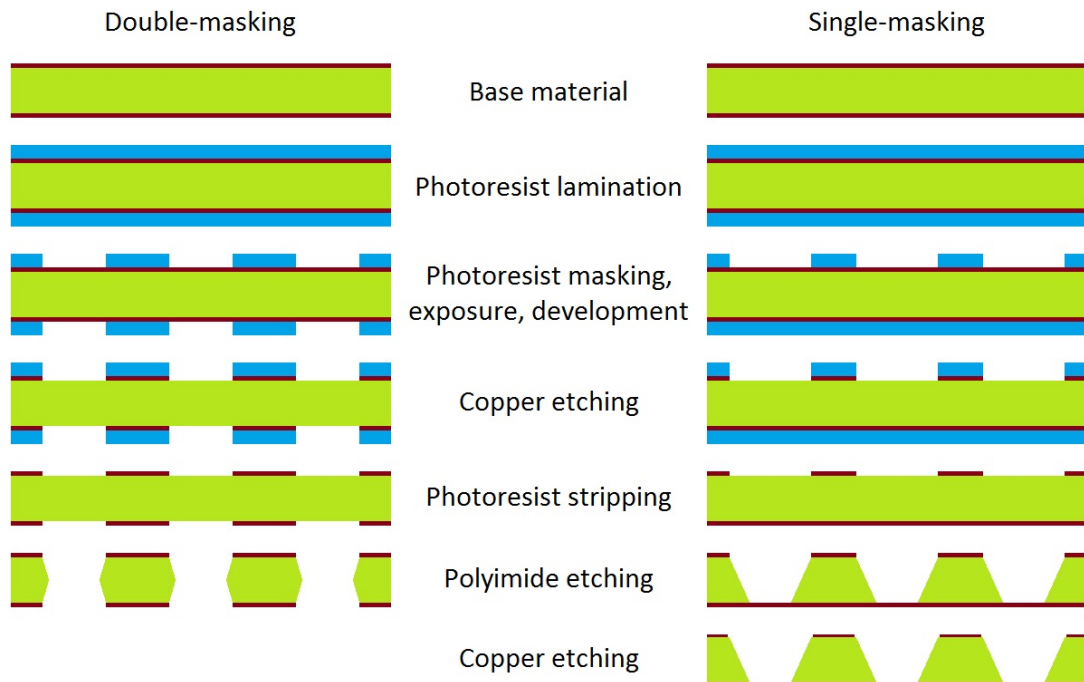 Double-masking
Single-masking
Base material
Photoresist lamination
Photoresist masking,
exposure, development
Copper etching
Photoresist stripping
Polyimide etching
Copper etching